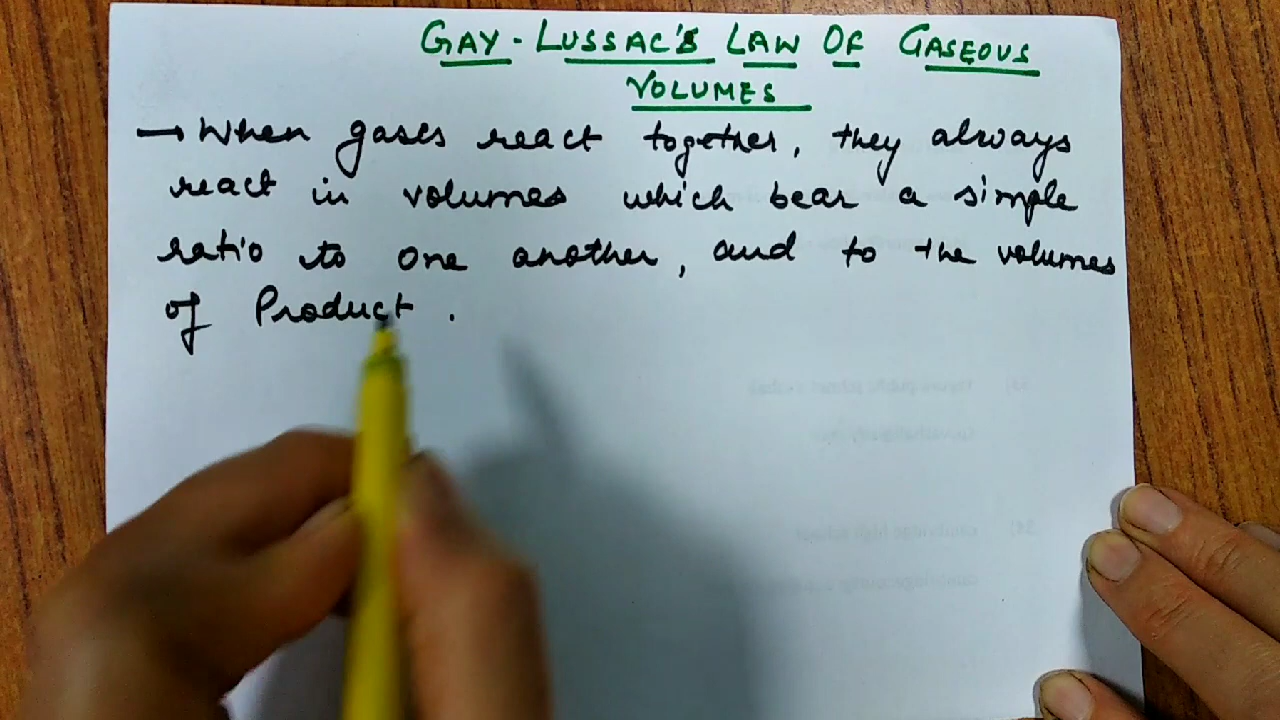 GAY-LUSSAC'S LAW OF GASEOUS
VOLUMES
→ When gases react together, they always
react in volumes which bear a simple
ratio to one another, and to the volumes
of Product.